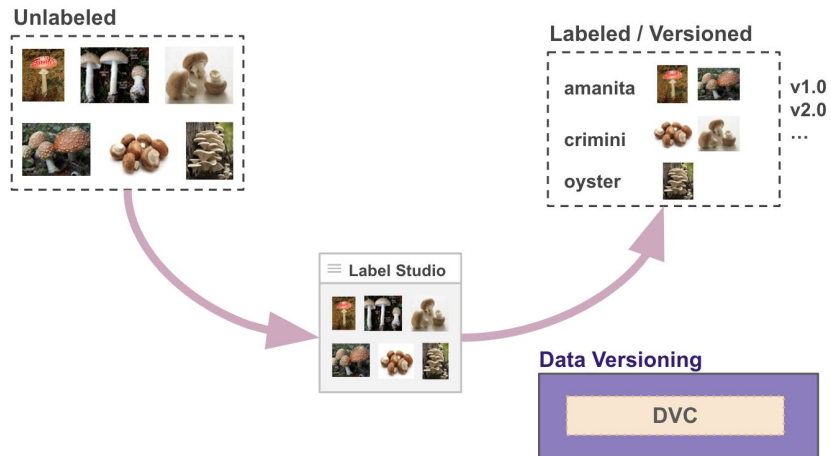 Unlabeled
Labeled / Versioned
amanita
v1.0
v2.0
crimini
...
oyster
Label Studio
Data Versioning
DVC